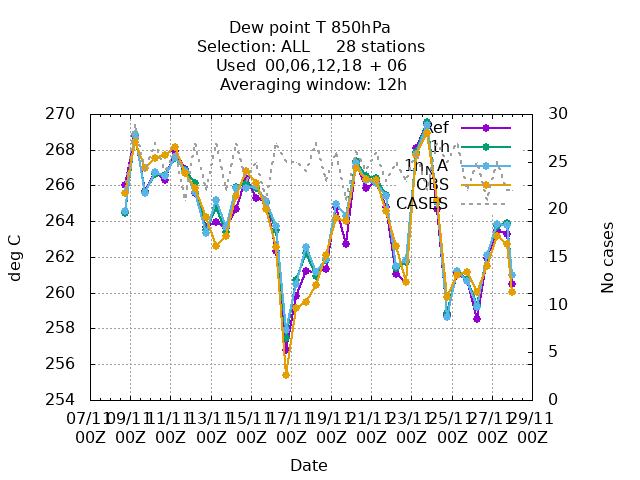 Dew point T 850hPa
Selection: ALL 28 stations
Used 00,06,12,18 + 06
Averaging window: 12h
270
268
266
264
262
260
258
256
254
deg C
30
25
20
15
10
5
0
No cases
Ref
1h
1hNA
OBS
CASES
07/11 09/11 11/11 13/11 15/11 17/11 19/11 21/11 23/11 25/11 27/11 29/11
00Z 00Z 00Z 00Z 00Z 00Z 00Z 00Z 00Z 00Z 00Z 00Z
Date